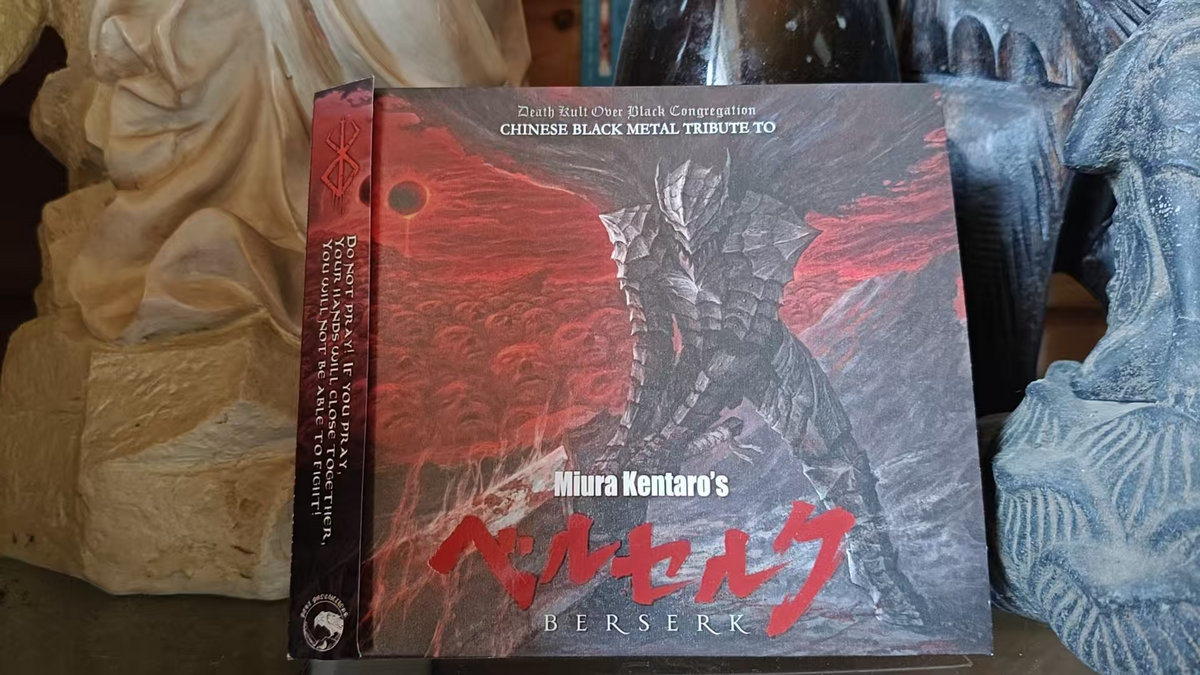 Death Kult Over Black Congregation
CHINESE BLACK METAL TRIBUTE TO
Miura Kentaro's
ベルセルク
BERSERK
DO NOT PRAY! IF YOU PRAY,
YOUR HANDS WILL CLOSE TOGETHER,
YOU WILL NOT BE ABLE TO FIGHT!